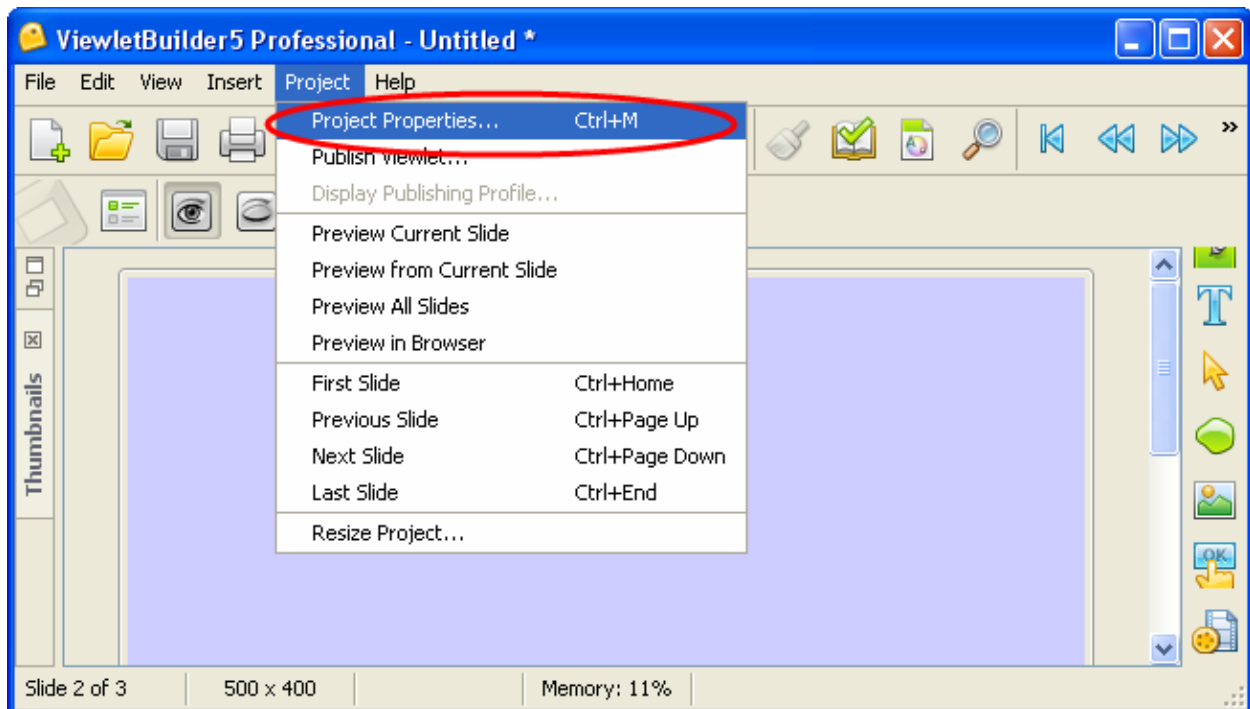 ViewletBuilder5 Professional - Untitled *
File Edit View Insert Project Help
Project Properties... Ctrl+M
Publish Viewlet...
Display Publishing Profile...
Preview Current Slide
Preview from Current Slide
Preview All Slides
Preview in Browser
First Slide Ctrl+Home
Previous Slide Ctrl+Page Up
Next Slide Ctrl+Page Down
Last Slide Ctrl+End
Resize Project...
Thumbnails
OK
Slide 2 of 3 500 x 400 Memory: 11%